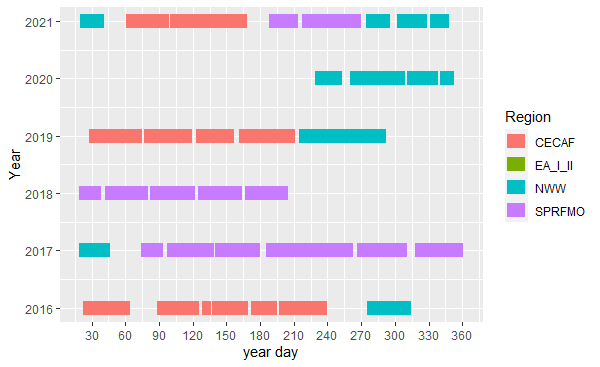 2021
2020
2019
2018
2017
2016
Year
30 60 90 120 150 180 210 240 270 300 330 360
year day
Region
CECAF
EA_I_II
NWW
SPRFMO